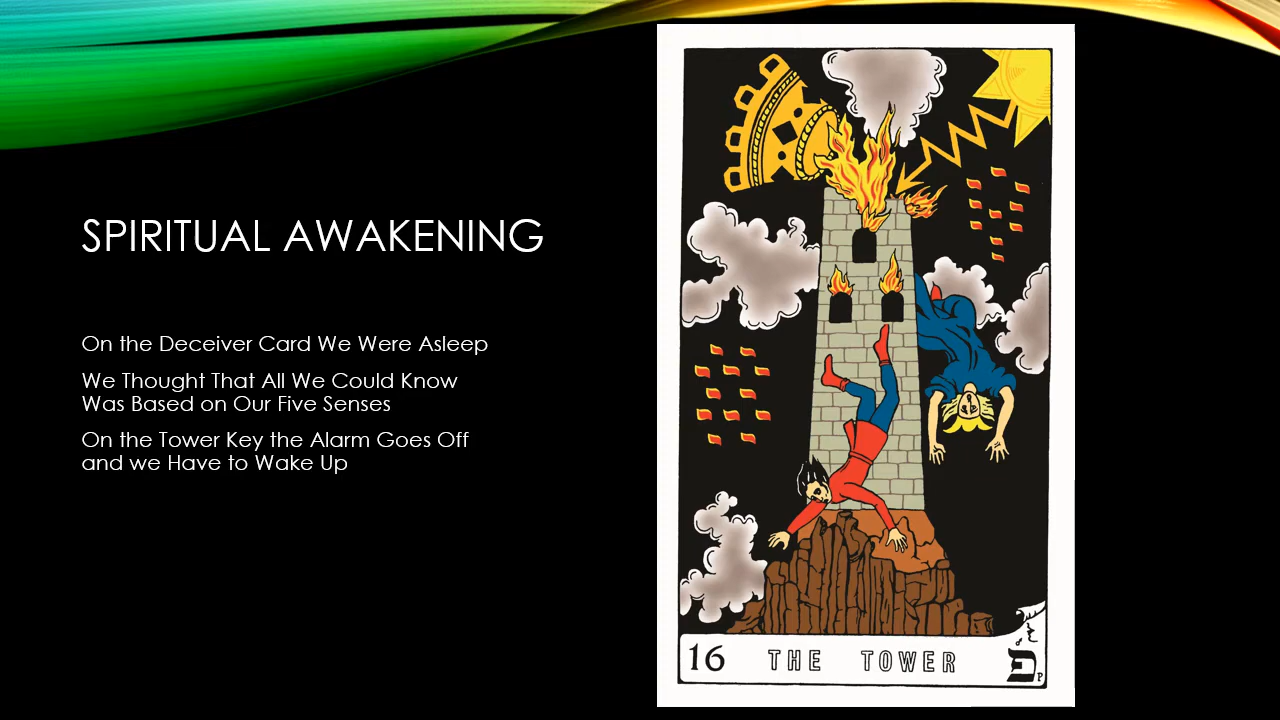 SPIRITUAL AWAKENING
On the Deceiver Card We Were Asleep
We Thought That All We Could Know
Was Based on Our Five Senses
On the Tower Key the Alarm Goes Off
and we Have to Wake Up
16 THE TOWER פ P